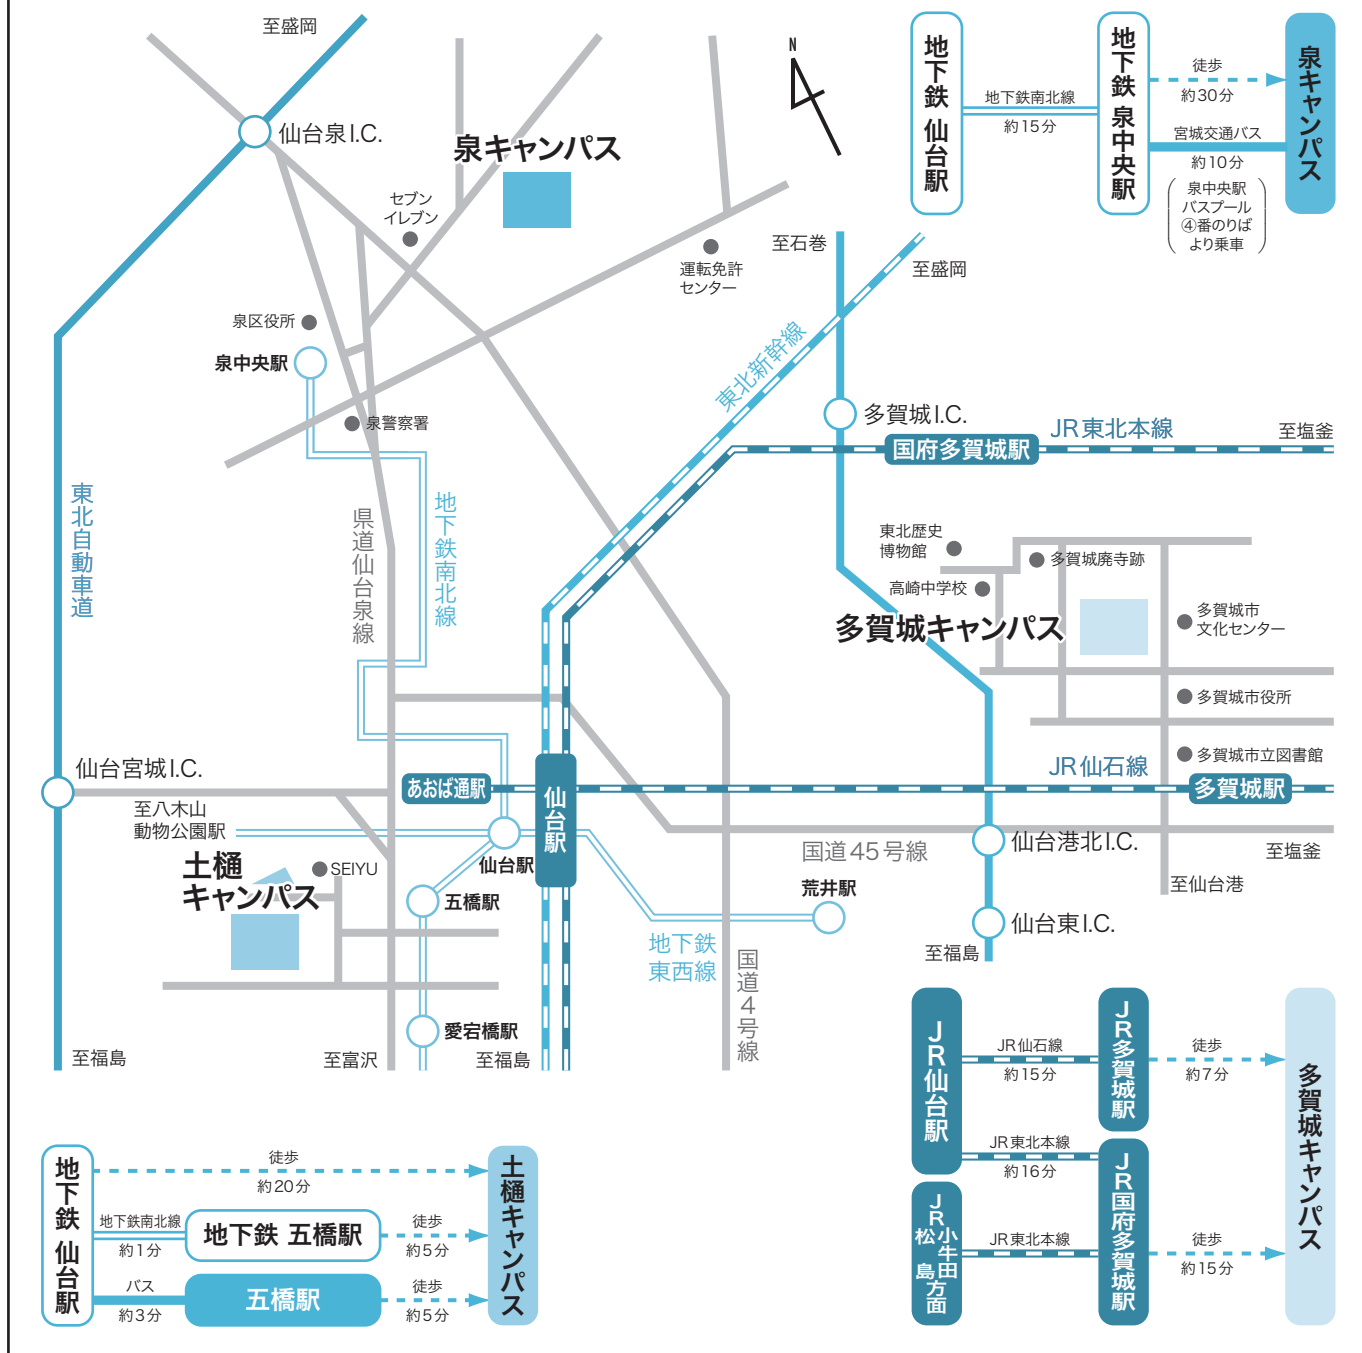 至盛岡
仙台泉I.C.
泉キャンパス
セブン
イレブン
運転免許
センター
泉区役所
泉中央駅
泉警察署
N
至石巻
至盛岡
東北新幹線
多賀城I.C.
国府多賀城駅
JR東北本線
至塩釜
東北自動車道
県道仙台泉線
地下鉄南北線
東北歴史
博物館
多賀城廃寺跡
高崎中学校
多賀城キャンパス
多賀城市
文化センター
多賀城市役所
多賀城市立図書館
JR仙石線
多賀城駅
仙台宮城I.C.
あおば通駅
仙台駅
至八木山
動物公園駅
土樋
キャンパス
SEIYU
仙台駅
五橋駅
愛宕橋駅
国道45号線
荒井駅
仙台港北I.C.
至塩釜
至仙台港
仙台東I.C.
至福島
地下鉄
東西線
国道4号線
至福島
至富沢
至福島
地下鉄 仙台駅
地下鉄南北線
約15分
地下鉄 泉中央駅
徒歩
約30分
宮城交通バス
約10分
泉中央駅
バスプール
④番のりば
より乗車
泉キャンパス
JR仙台駅
JR仙石線
約15分
JR多賀城駅
徒歩
約7分
JR東北本線
約16分
JR
小牛田
松島
方面
JR東北本線
JR国府多賀城駅
徒歩
約15分
多賀城キャンパス
地下鉄 仙台駅
徒歩
約20分
地下鉄南北線
約1分
地下鉄 五橋駅
徒歩
約5分
バス
約3分
五橋駅
徒歩
約5分
土樋キャンパス